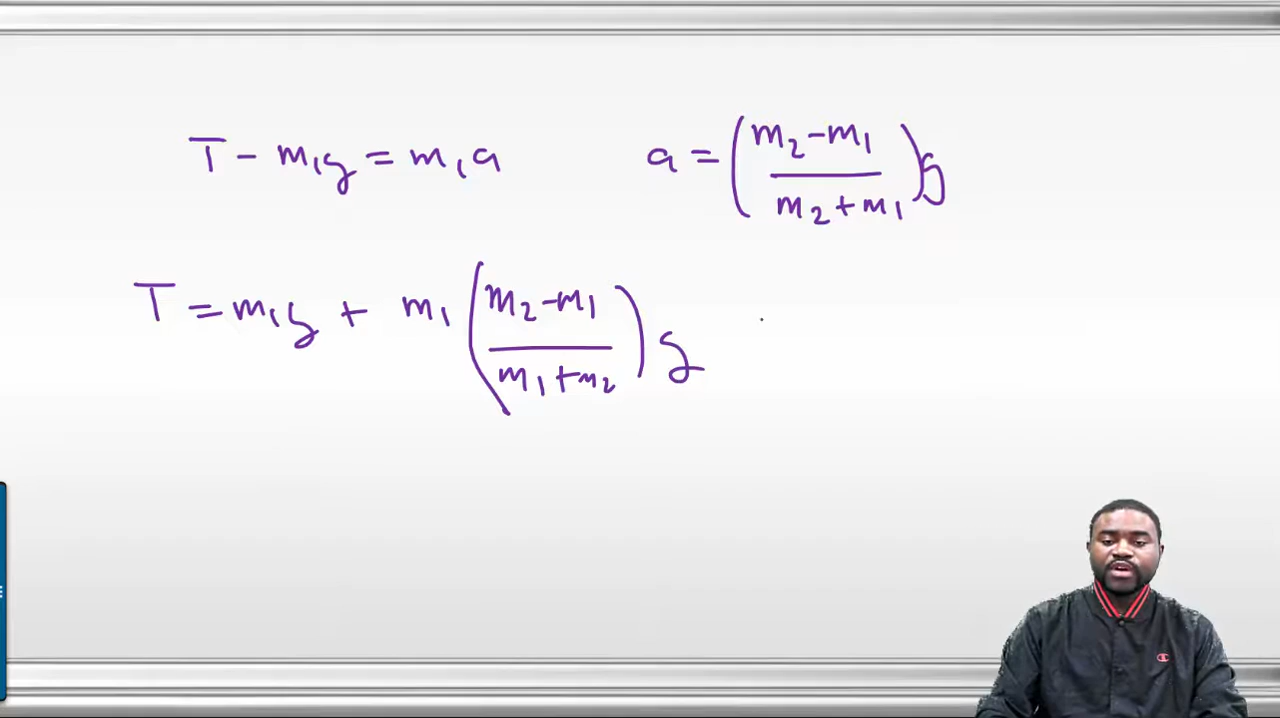 T - m₁g = m₁a
a = (m₂-m₁ / m₂+m₁)g
T = m₁g + m₁(m₂-m₁ / m₁+m₂)g